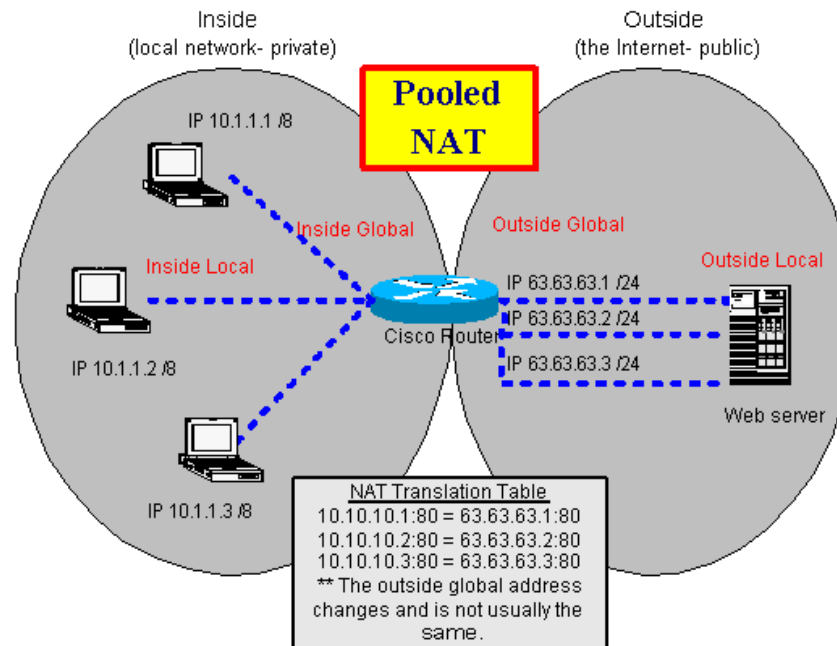 Inside
(local network- private)
Outside
(the Internet- public)
Pooled
NAT
IP 10.1.1.1 /8
Inside Global
Outside Global
Inside Local
Outside Local
IP 63.63.63.1 /24
IP 63.63.63.2 /24
Cisco Router
IP 63.63.63.3 /24
IP 10.1.1.2 /8
Web server
IP 10.1.1.3 /8
NAT Translation Table
10.10.10.1:80 = 63.63.63.1:80
10.10.10.2:80 = 63.63.63.2:80
10.10.10.3:80 = 63.63.63.3:80
** The outside global address
changes and is not usually the
same.